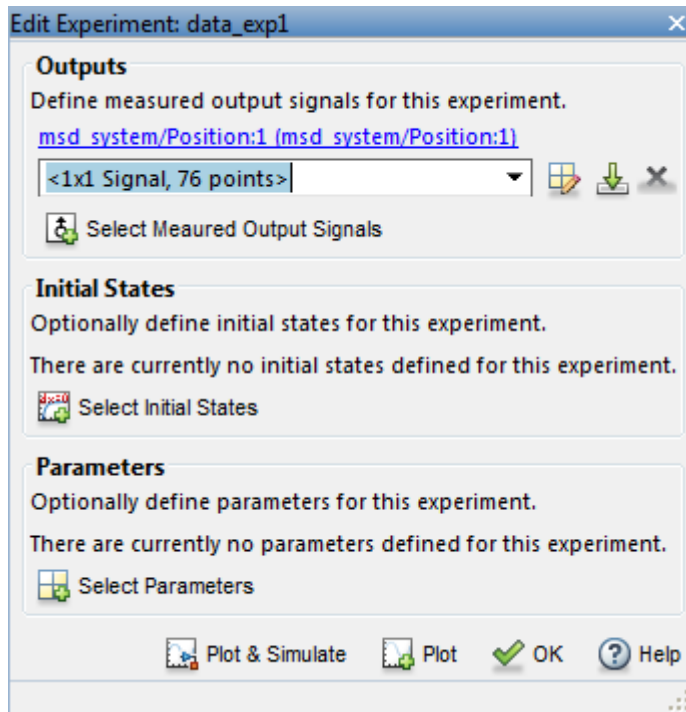 Edit Experiment: data_exp1
Outputs
Define measured output signals for this experiment.
msd_system/Position:1 (msd_system/Position:1)
<1x1 Signal, 76 points>
Select Meaured Output Signals
Initial States
Optionally define initial states for this experiment.
There are currently no initial states defined for this experiment.
Select Initial States
Parameters
Optionally define parameters for this experiment.
There are currently no parameters defined for this experiment.
Select Parameters
Plot & Simulate Plot OK Help